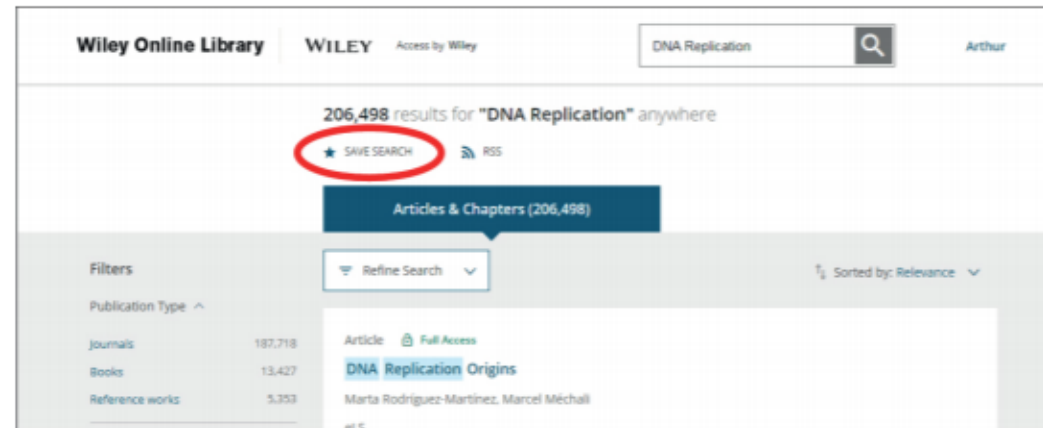 Wiley Online Library WILEY Access by Wiley DNA Replication Arthur
206,498 results for "DNA Replication" anywhere
SAVE SEARCH RSS
Articles & Chapters (206,498)
Filters
Refine Search
Sorted by: Relevance
Publication Type
Journals 187,718
Books 13,427
Reference works 5,353
Article Full Access
DNA Replication Origins
Marta Rodríguez-Martínez, Marcel Méchali